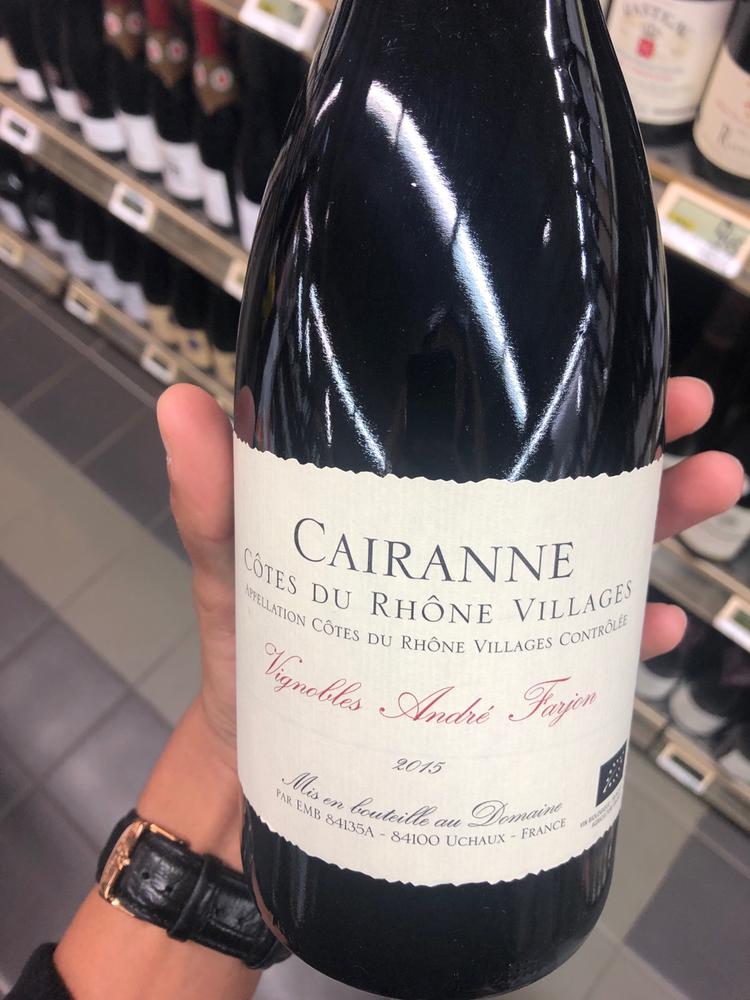 CAIRANNE
CÔTES DU RHÔNE VILLAGES
APPELLATION CÔTES DU RHÔNE VILLAGES CONTRÔLÉE
Vignobles André Farjon
2015
Mis en bouteille au Domaine
PAR EMB 84135A - 84100 UCHAUX - FRANCE